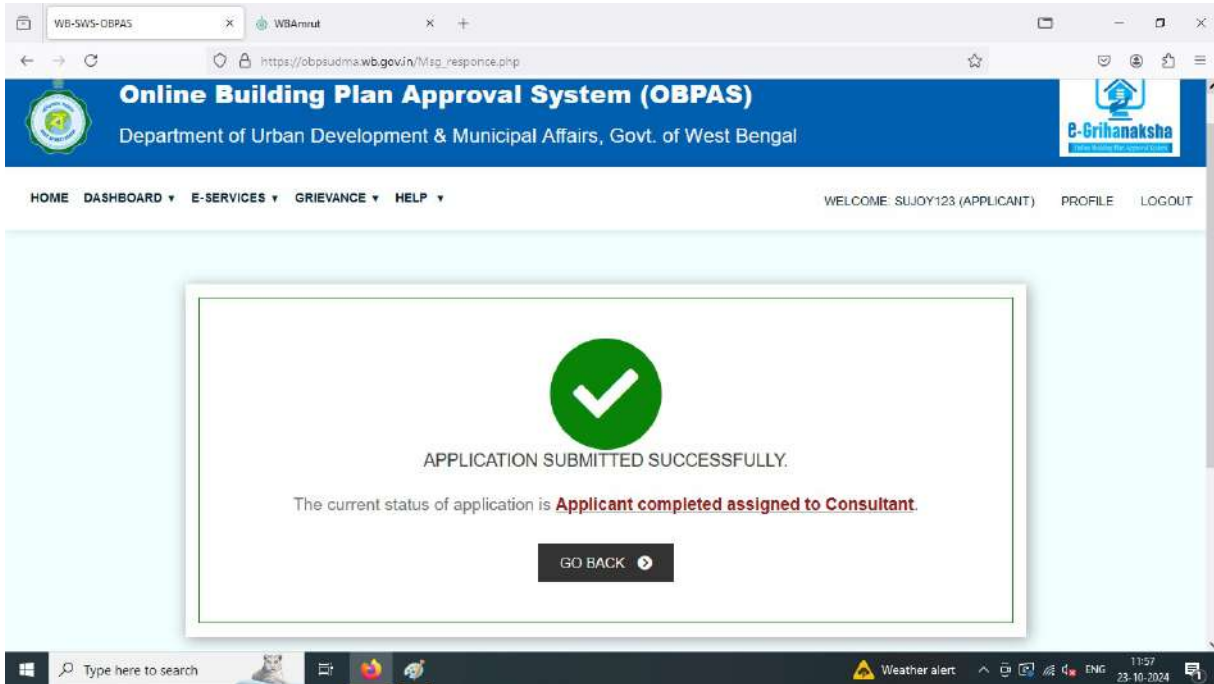 WB-SWS-OBPAS
WBAmrut
https://obpsudma.wb.gov.in/Msg_responce.php
Online Building Plan Approval System (OBPAS)
Department of Urban Development & Municipal Affairs, Govt. of West Bengal
e-Grihanaksha
HOME DASHBOARD E-SERVICES GRIEVANCE HELP WELCOME: SUJOY123 (APPLICANT) PROFILE LOGOUT
APPLICATION SUBMITTED SUCCESSFULLY.
The current status of application is Applicant completed assigned to Consultant.
GO BACK
Type here to search Weather alert ENG 11:57
23-10-2024